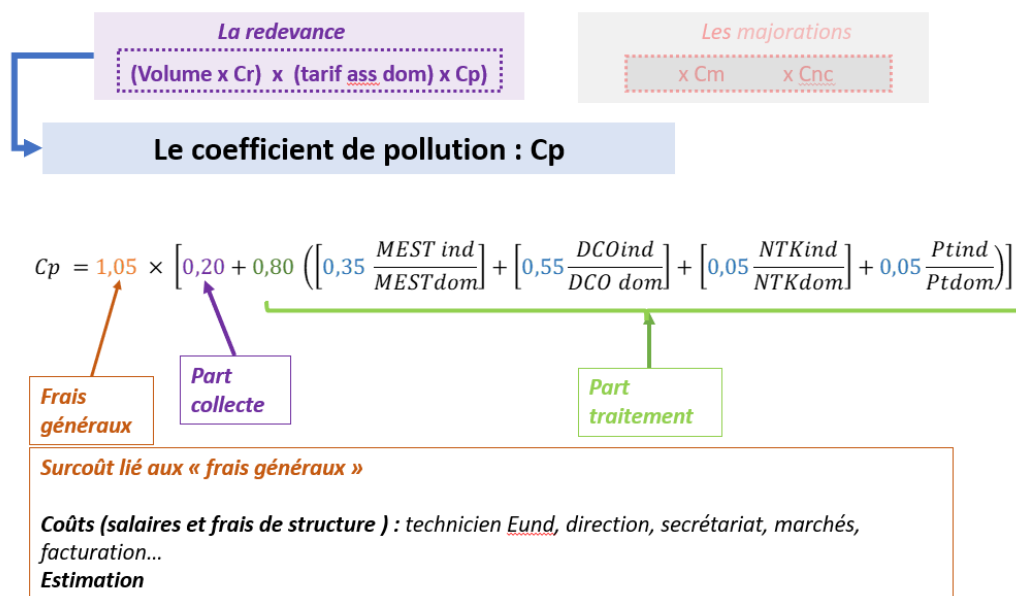 La redevance
(Volume x Cr) x (tarif ass dom) x Cp)
Les majorations
x Cm x Cnc
Le coefficient de pollution : Cp
Cp = 1,05 × [0,20 + 0,80 ([0,35 MEST ind / MESTdom] + [0,55 DCOind / DCO dom] + [0,05 NTKind / NTKdom] + 0,05 Ptind / Ptdom)]
Frais
généraux
Part
collecte
Part
traitement
Surcoût lié aux « frais généraux »
Coûts (salaires et frais de structure ) : technicien Eund, direction, secrétariat, marchés,
facturation…
Estimation